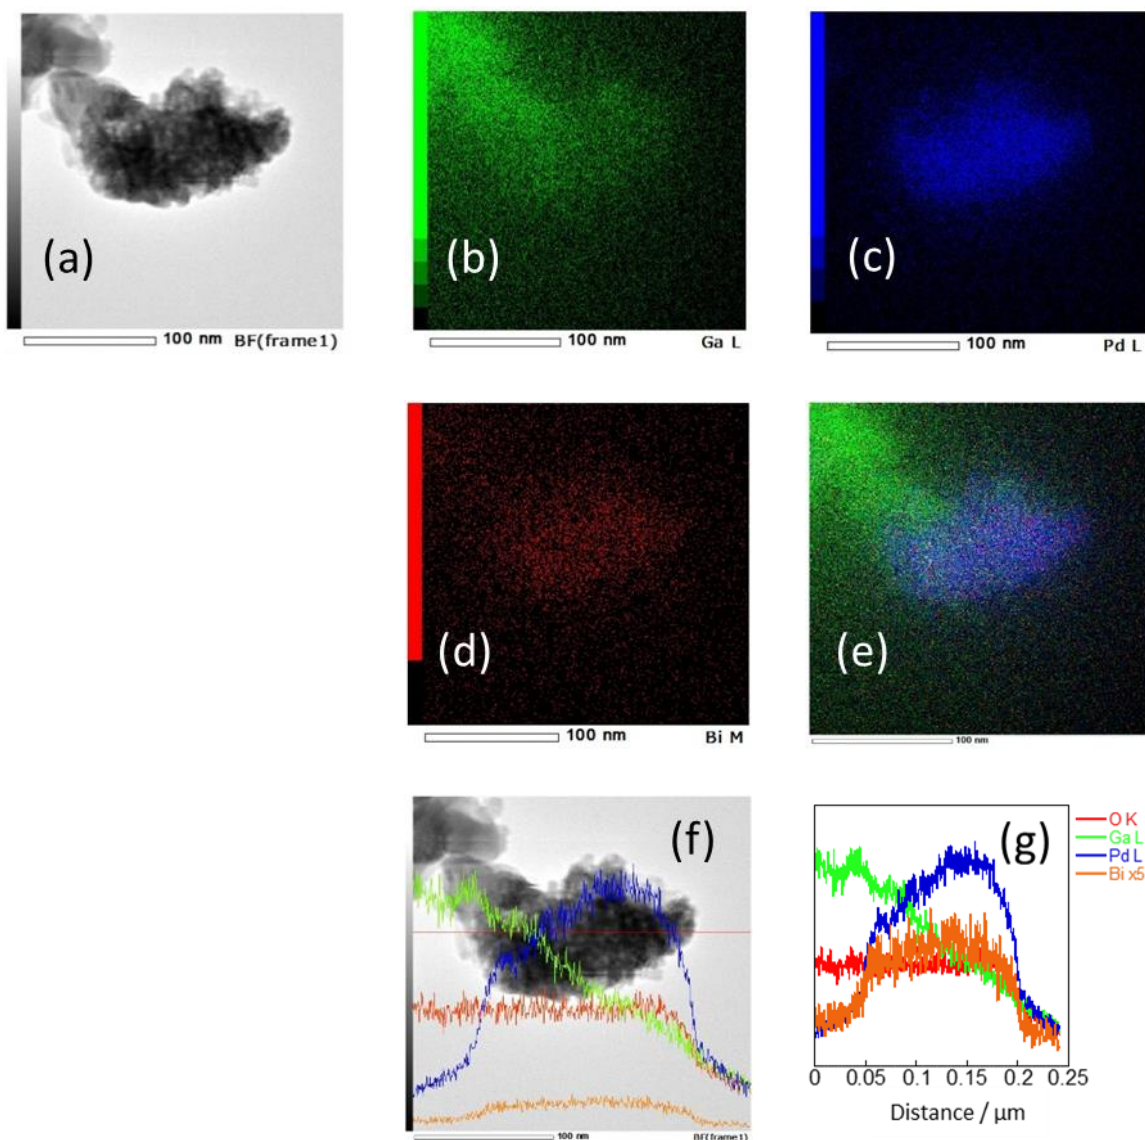 (a)
100 nm BF(frame1)
(b)
100 nm Ga L
(c)
100 nm Pd L
(d)
100 nm Bi M
(e)
100 nm
(f)
100 nm BF(frame1)
(g)
O K
Ga L
Pd L
Bi x5
0 0.05 0.1 0.15 0.2 0.25
Distance / μm